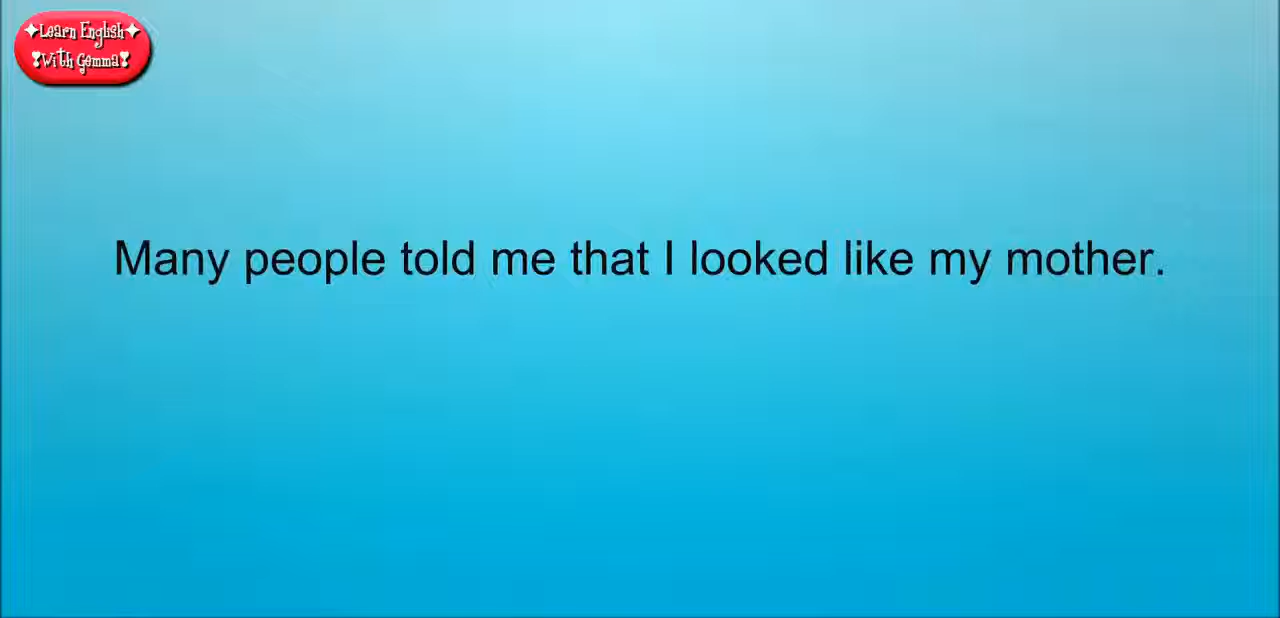 ✦Learn English✦
❣With Gemma❣
Many people told me that I looked like my mother.